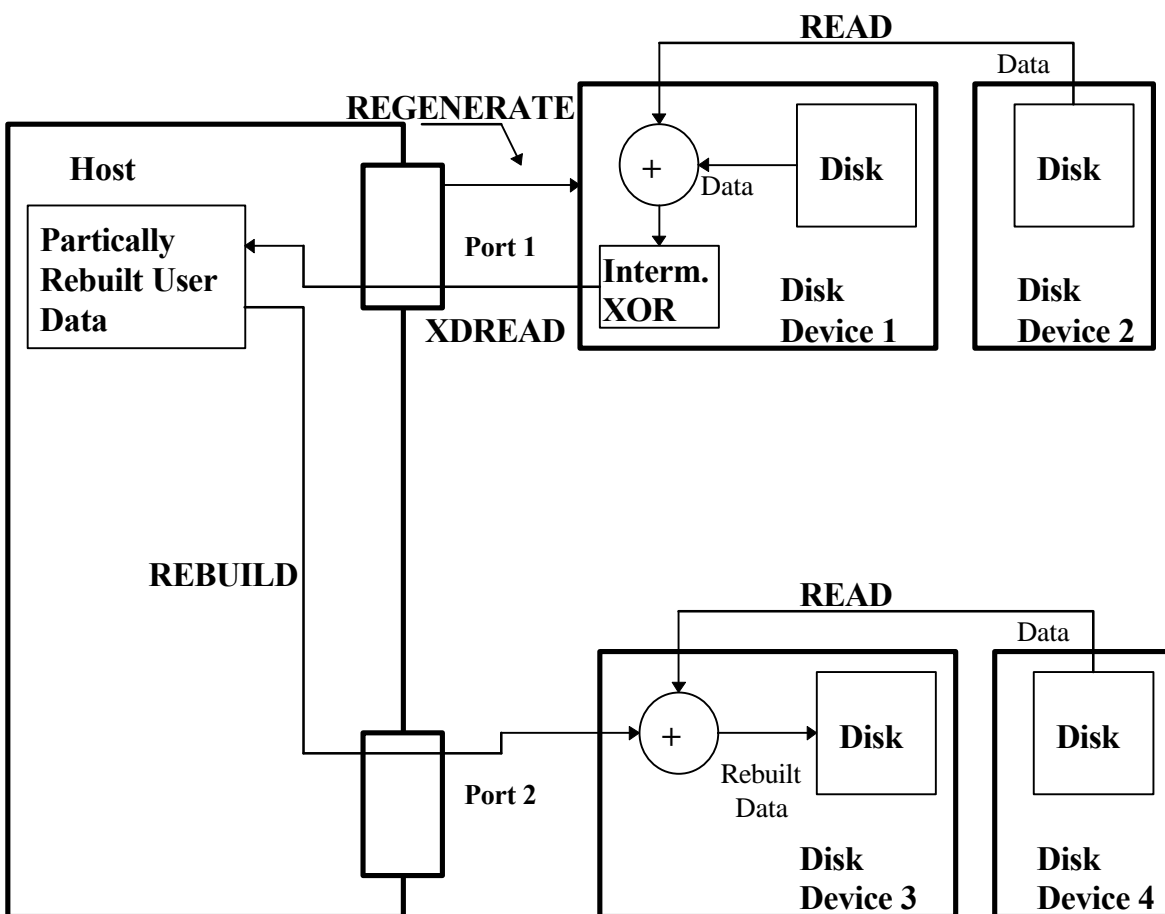 READ
Data
REGENERATE
Host
+
Data
Disk
Disk
Partically
Rebuilt User
Data
Port 1
Interm.
XOR
XDREAD
Disk
Device 1
Disk
Device 2
REBUILD
READ
Data
+
Disk
Disk
Rebuilt
Data
Port 2
Disk
Device 3
Disk
Device 4